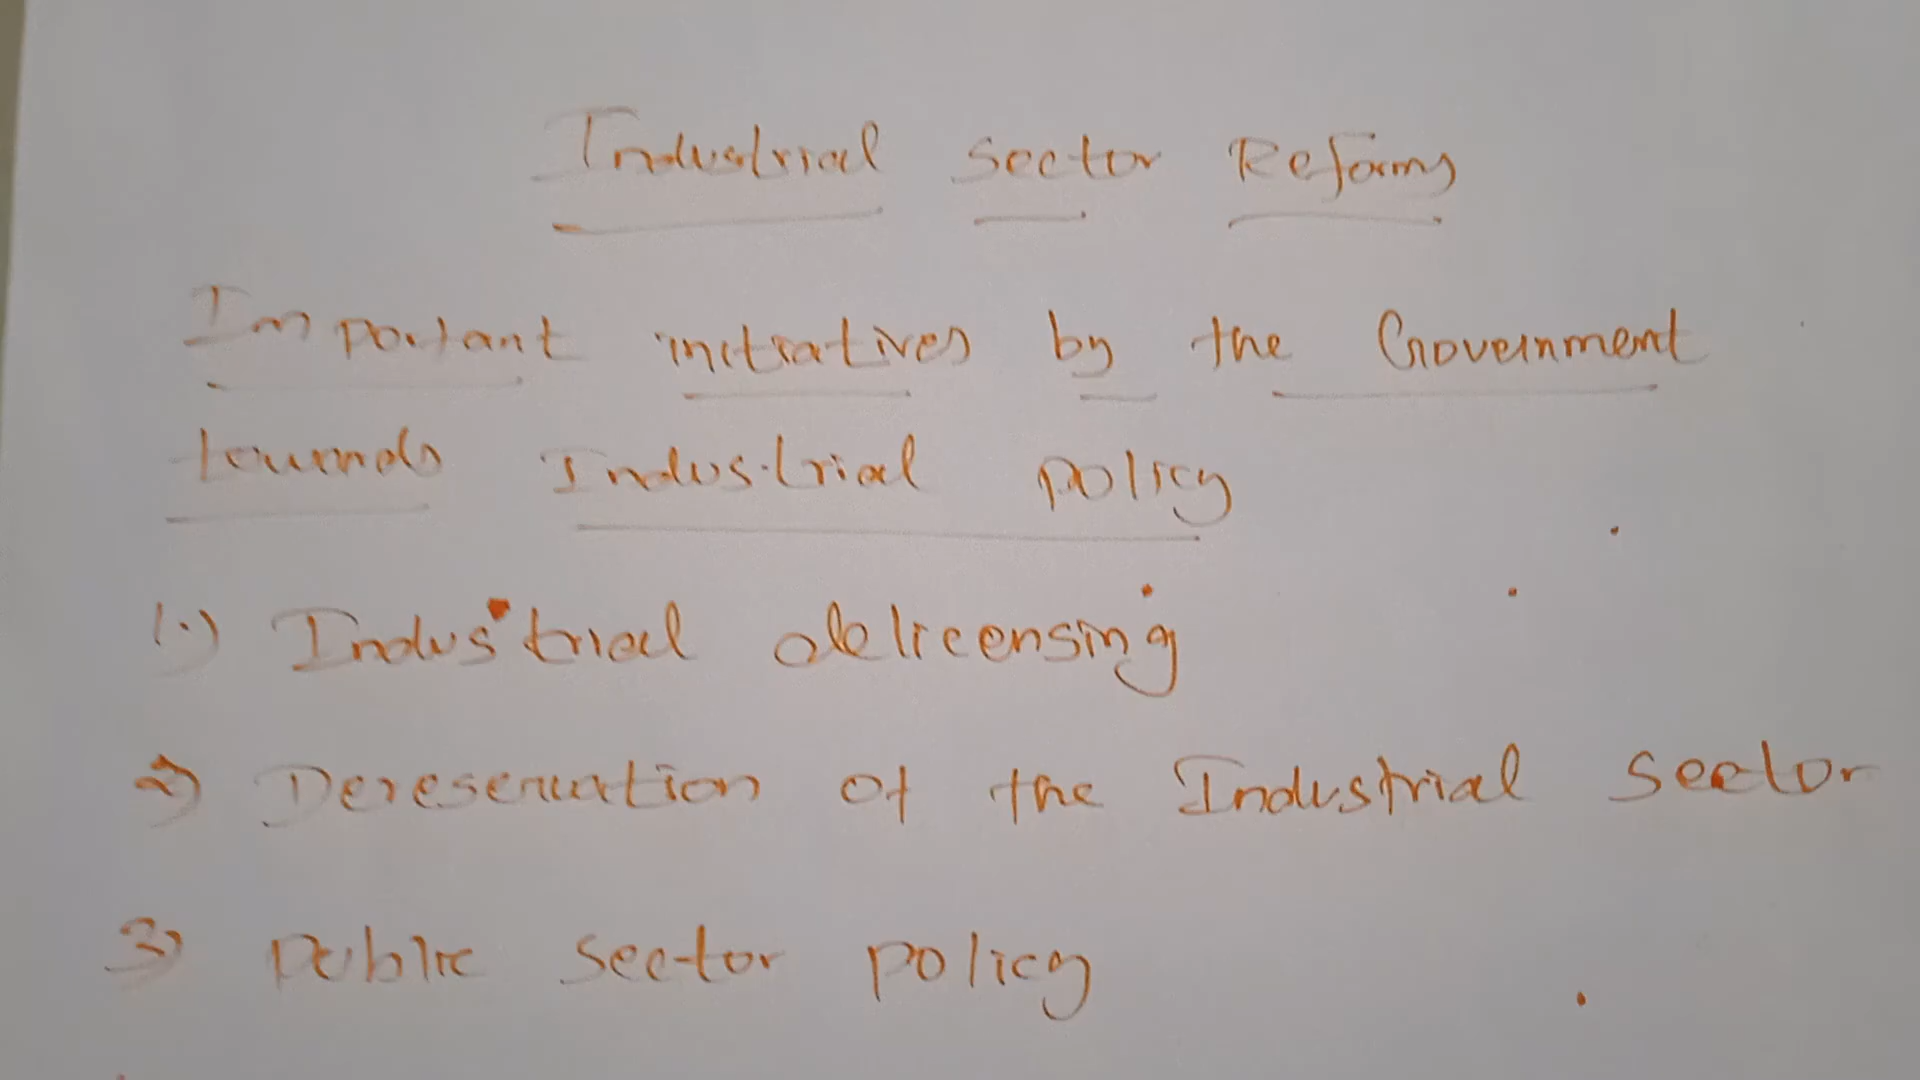 Industrial Sector Reforms
Important initiatives by the Government
towards Industrial policy
1.) Industrial delicensing
2) Dereservation of the Industrial Sector
3) Public Sector policy